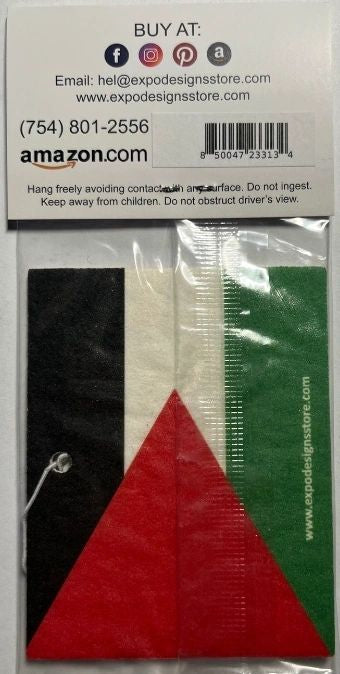 BUY AT:
Email: hel@expodesignsstore.com
www.expodesignsstore.com
(754) 801-2556
amazon.com
8 50047 23313 4
Hang freely avoiding contact with any surface. Do not ingest.
Keep away from children. Do not obstruct driver's view.
www.expodesignsstore.com